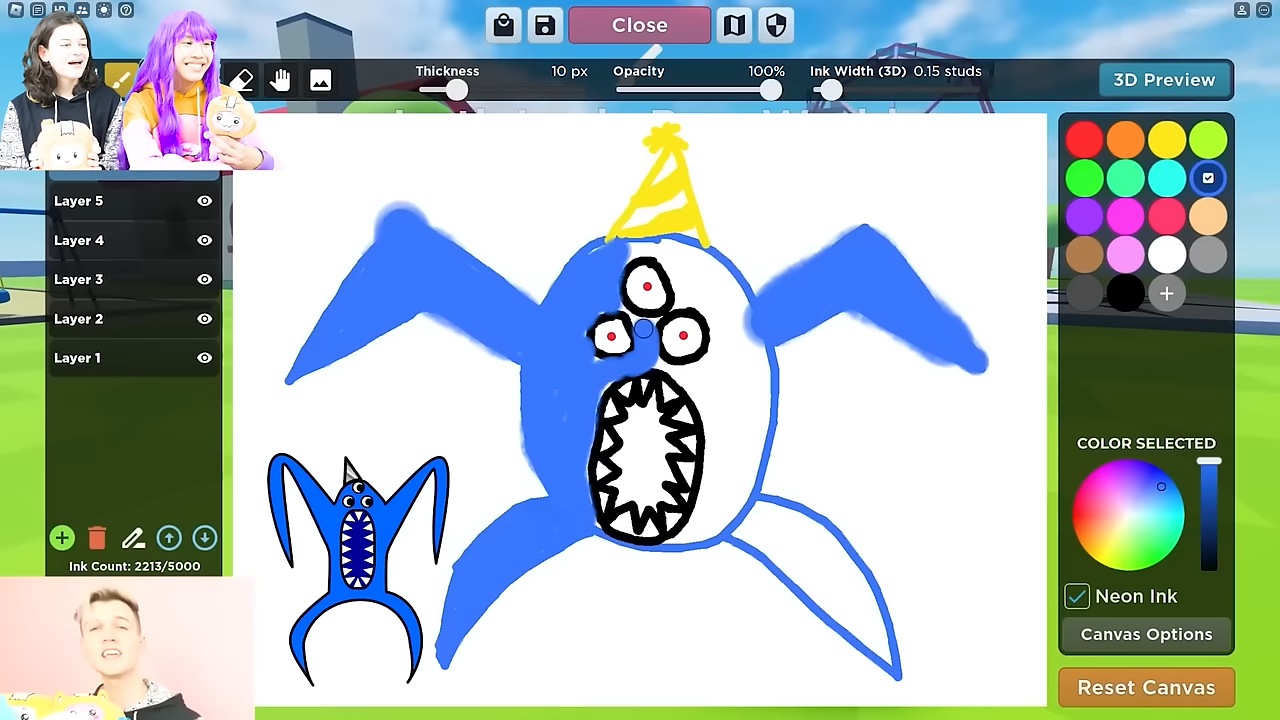 Close
Thickness 10 px Opacity 100% Ink Width (3D) 0.15 studs
3D Preview
Layer 5
Layer 4
Layer 3
Layer 2
Layer 1
Ink Count: 2213/5000
COLOR SELECTED
Neon Ink
Canvas Options
Reset Canvas